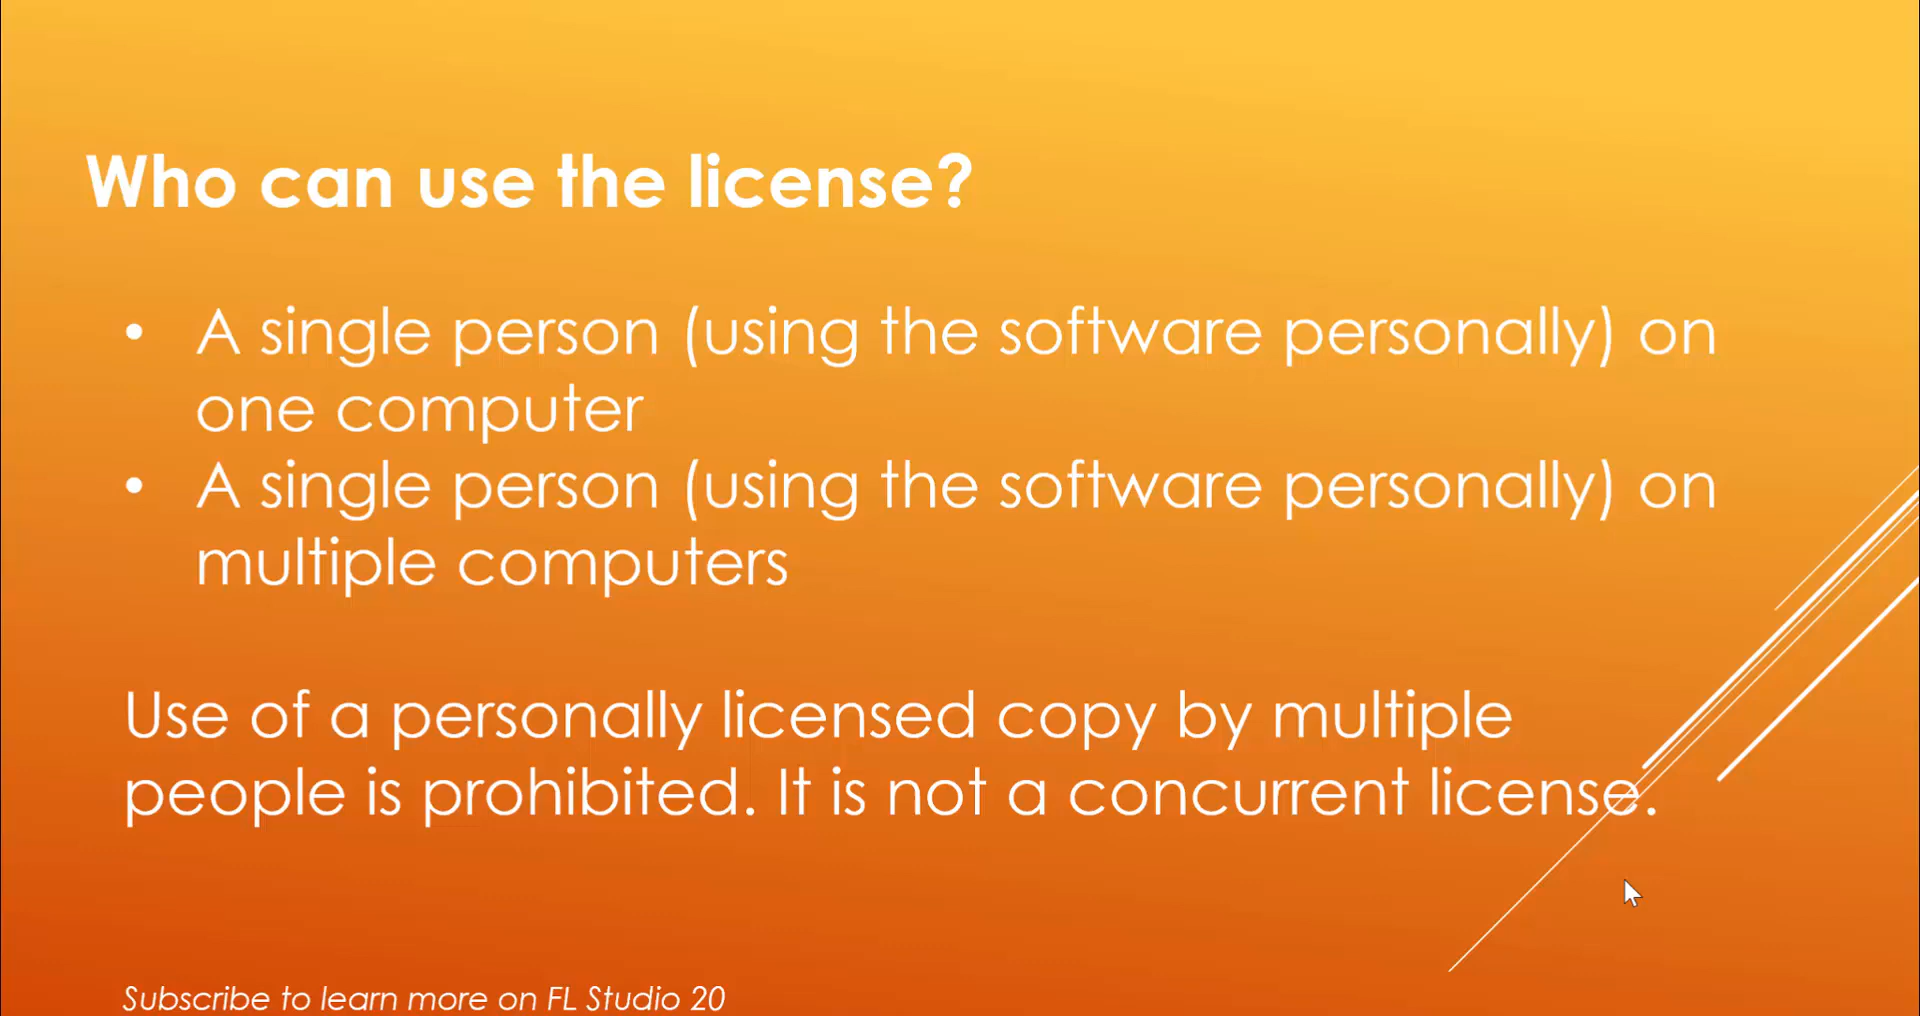 Who can use the license?
• A single person (using the software personally) on
one computer
• A single person (using the software personally) on
multiple computers
Use of a personally licensed copy by multiple
people is prohibited. It is not a concurrent license.
Subscribe to learn more on FL Studio 20